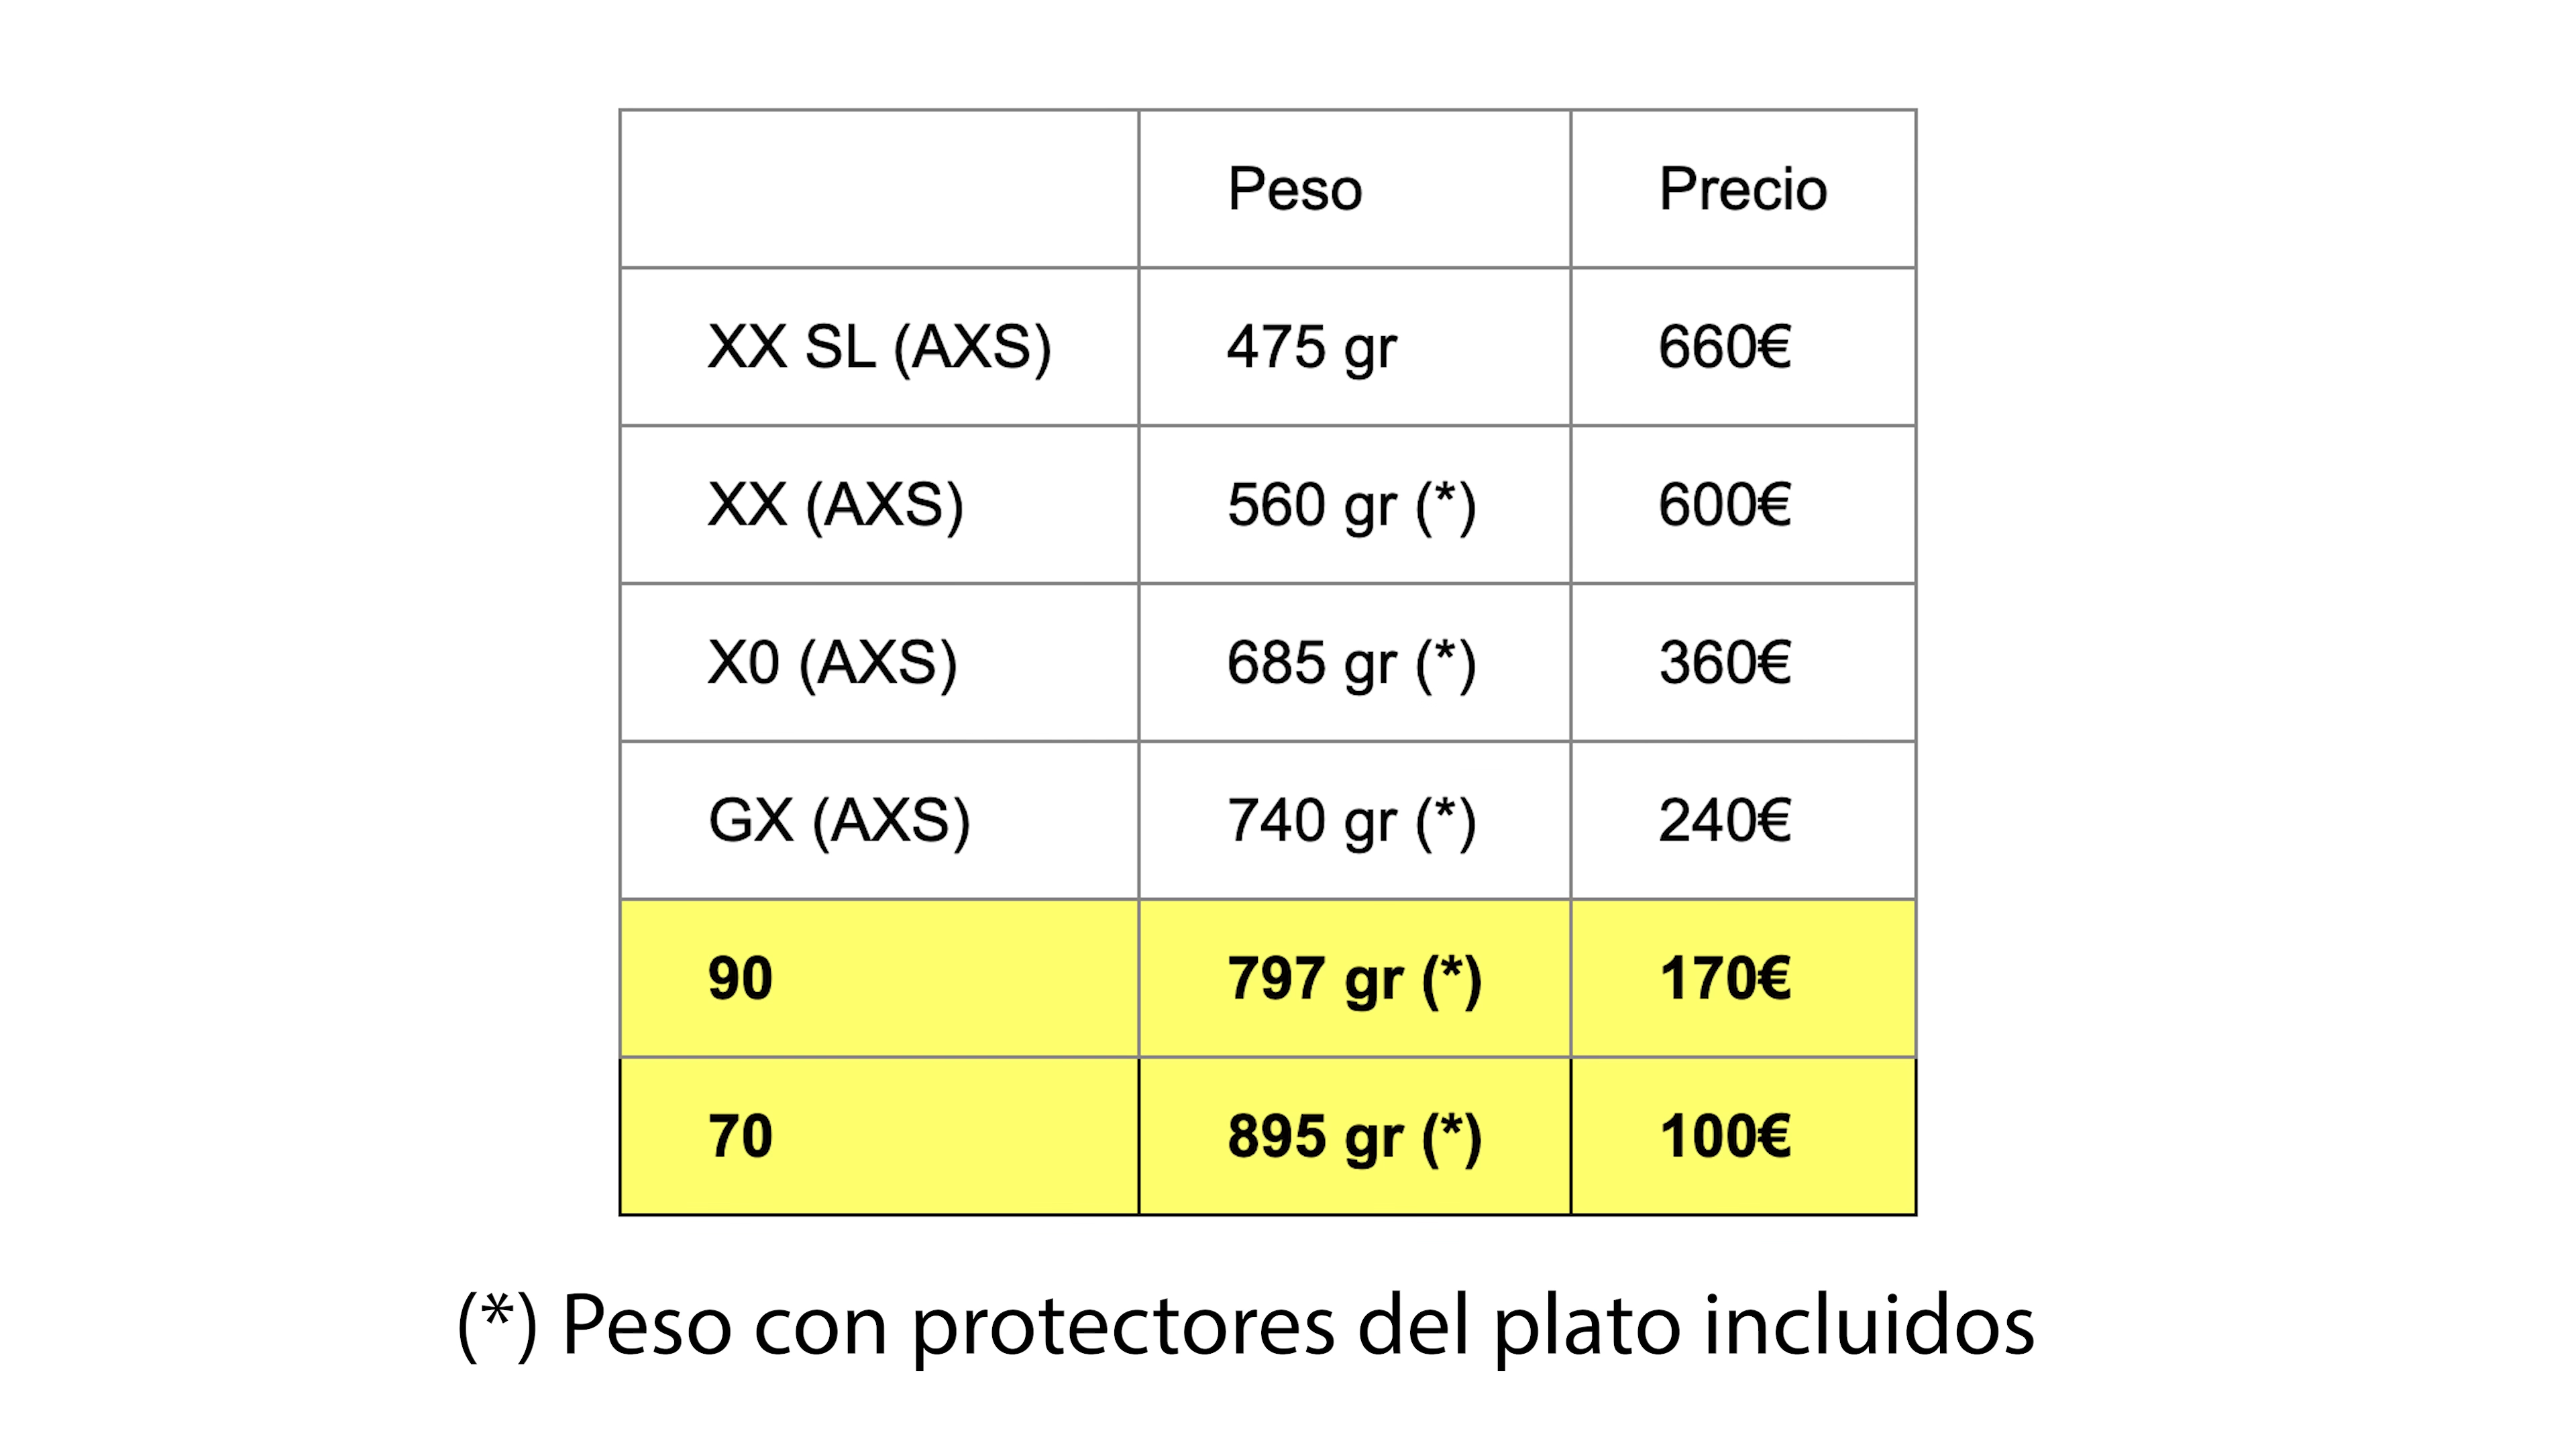 Peso Precio
XX SL (AXS) 475 gr 660€
XX (AXS) 560 gr (*) 600€
X0 (AXS) 685 gr (*) 360€
GX (AXS) 740 gr (*) 240€
90 797 gr (*) 170€
70 895 gr (*) 100€
(*) Peso con protectores del plato incluidos